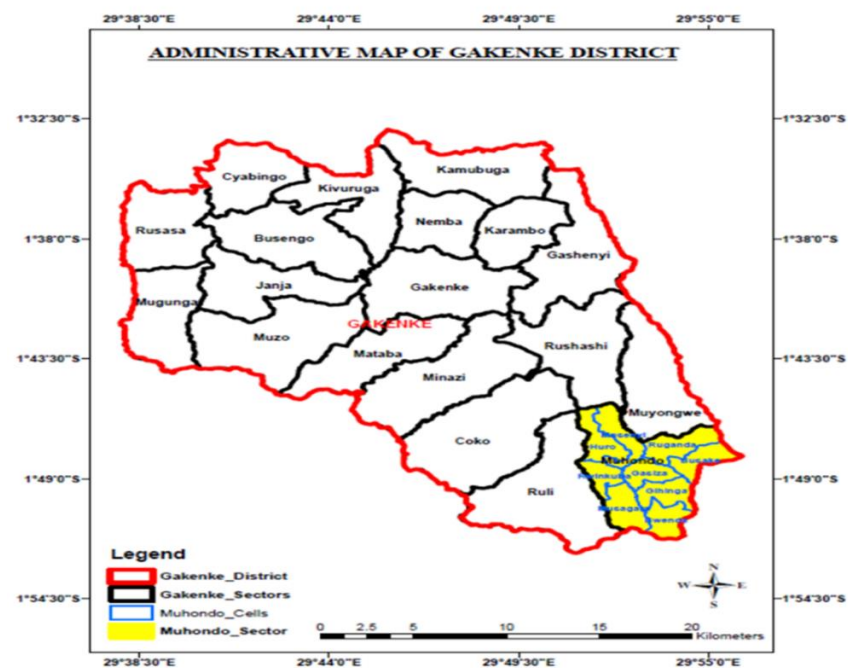 29°38'30"E 29°44'0"E 29°49'30"E 29°55'0"E
ADMINISTRATIVE MAP OF GAKENKE DISTRICT
1°32'30"S 1°32'30"S
Kamubuga
Cyabingo
Kivuruga
Nemba
Rusasa Karambo
1°38'0"S Busengo 1°38'0"S
Gashenyi
Janja Gakenke
Mugunga
GAKENKE
Muzo
Rushashi
1°43'30"S Mataba 1°43'30"S
Minazi
Muyongwe
Coko Ruganda
Huro
Muhondo
Gasiza
1°49'0"S 1°49'0"S
Ruli Gihinga
Legend
Gakenke_District
Gakenke_Sectors
Muhondo_Cells
Muhondo_Sector
N
W E
S
1°54'30"S 1°54'30"S
0 2.5 5 10 15 20
Kilometers
29°38'30"E 29°44'0"E 29°49'30"E 29°55'0"E